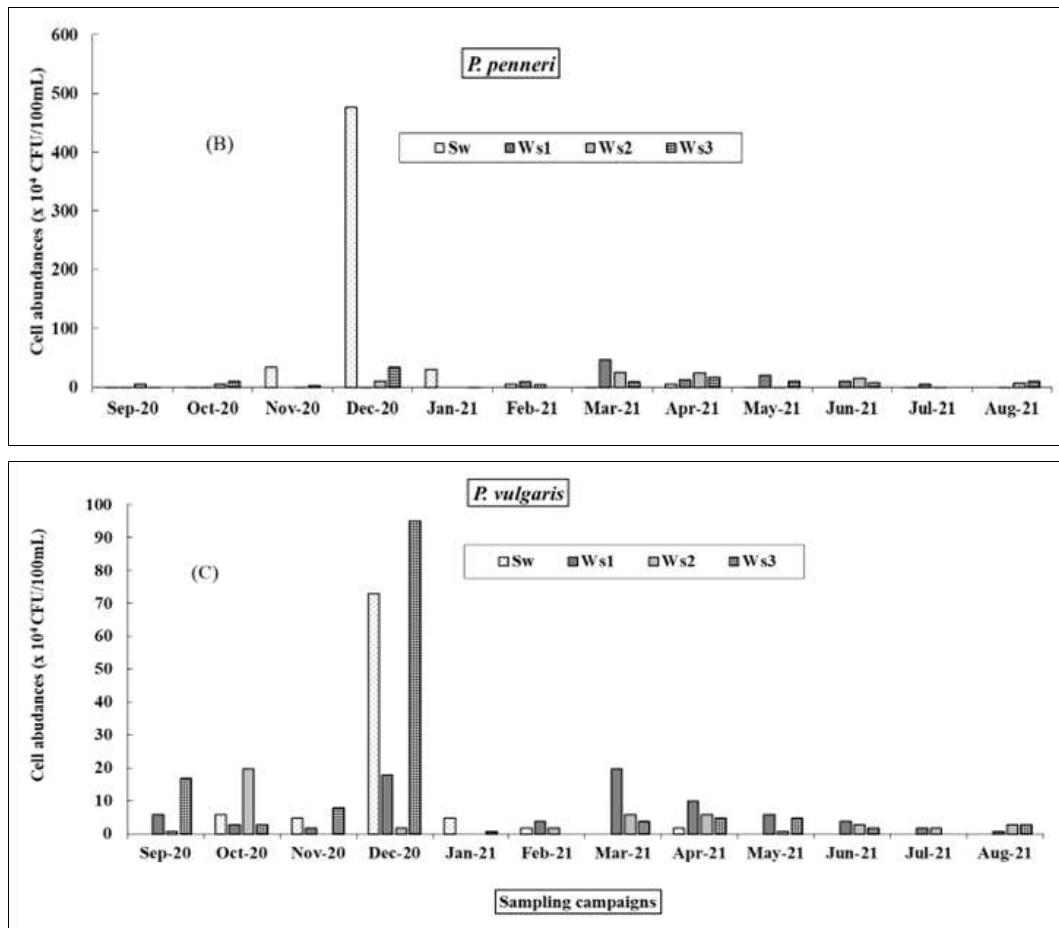 P. penneri
(B)
Sw Ws1 Ws2 Ws3
Cell abundances (x 10⁴ CFU/100mL)
600
500
400
300
200
100
0
Sep-20 Oct-20 Nov-20 Dec-20 Jan-21 Feb-21 Mar-21 Apr-21 May-21 Jun-21 Jul-21 Aug-21
P. vulgaris
(C)
Sw Ws1 Ws2 Ws3
Cell abudances (x 10⁴ CFU/100mL)
100
90
80
70
60
50
40
30
20
10
0
Sep-20 Oct-20 Nov-20 Dec-20 Jan-21 Feb-21 Mar-21 Apr-21 May-21 Jun-21 Jul-21 Aug-21
Sampling campaigns